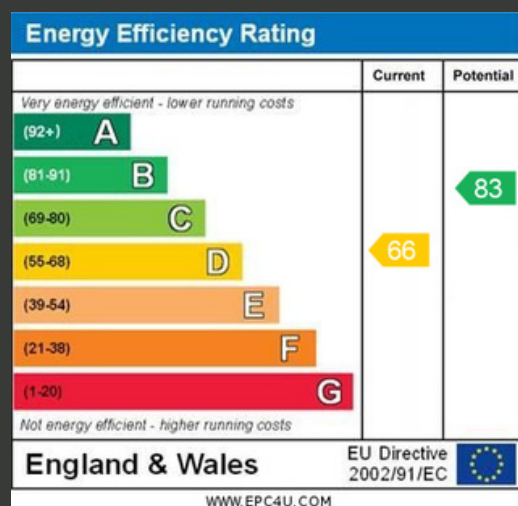 Energy Efficiency Rating
Current Potential
Very energy efficient - lower running costs
(92+) A
(81-91) B
83
(69-80) C
(55-68) D
66
(39-54) E
(21-38) F
(1-20) G
Not energy efficient - higher running costs
England & Wales
EU Directive
2002/91/EC
WWW.EPC4U.COM